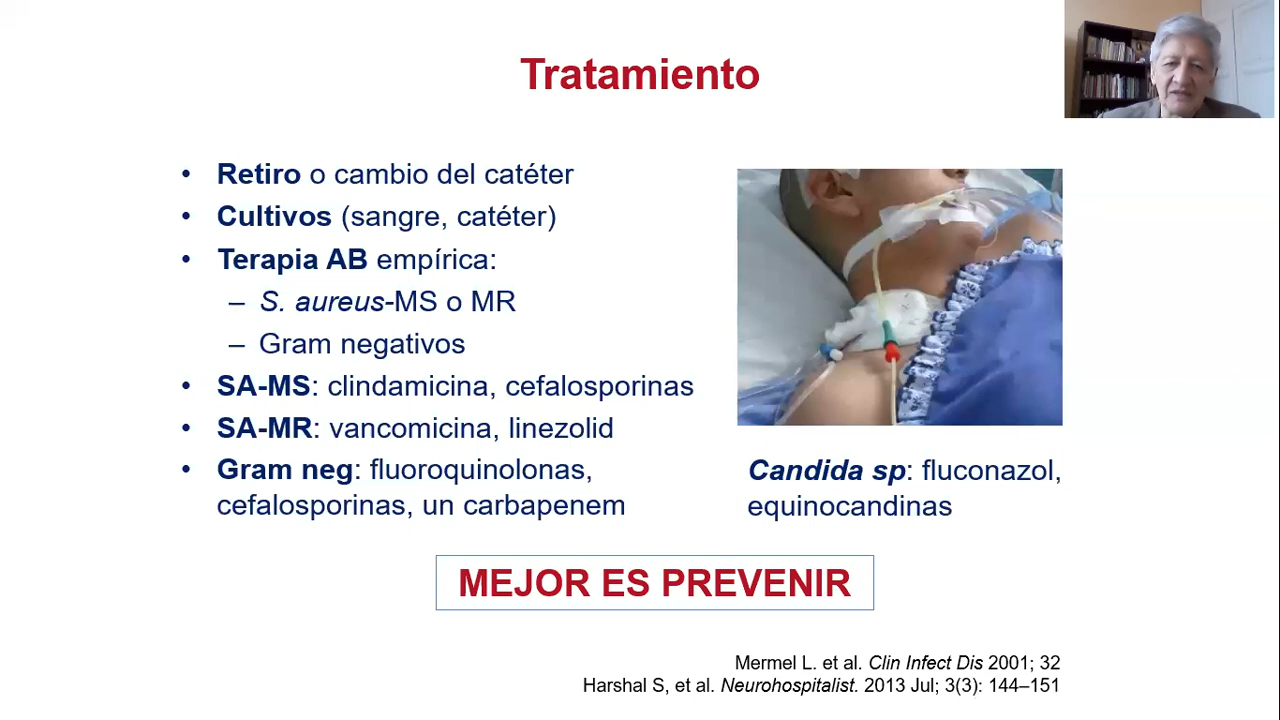 Tratamiento
• Retiro o cambio del catéter
• Cultivos (sangre, catéter)
• Terapia AB empírica:
– S. aureus-MS o MR
– Gram negativos
• SA-MS: clindamicina, cefalosporinas
• SA-MR: vancomicina, linezolid
• Gram neg: fluoroquinolonas,
cefalosporinas, un carbapenem
Candida sp: fluconazol,
equinocandinas
MEJOR ES PREVENIR
Mermel L. et al. Clin Infect Dis 2001; 32
Harshal S, et al. Neurohospitalist. 2013 Jul; 3(3): 144–151